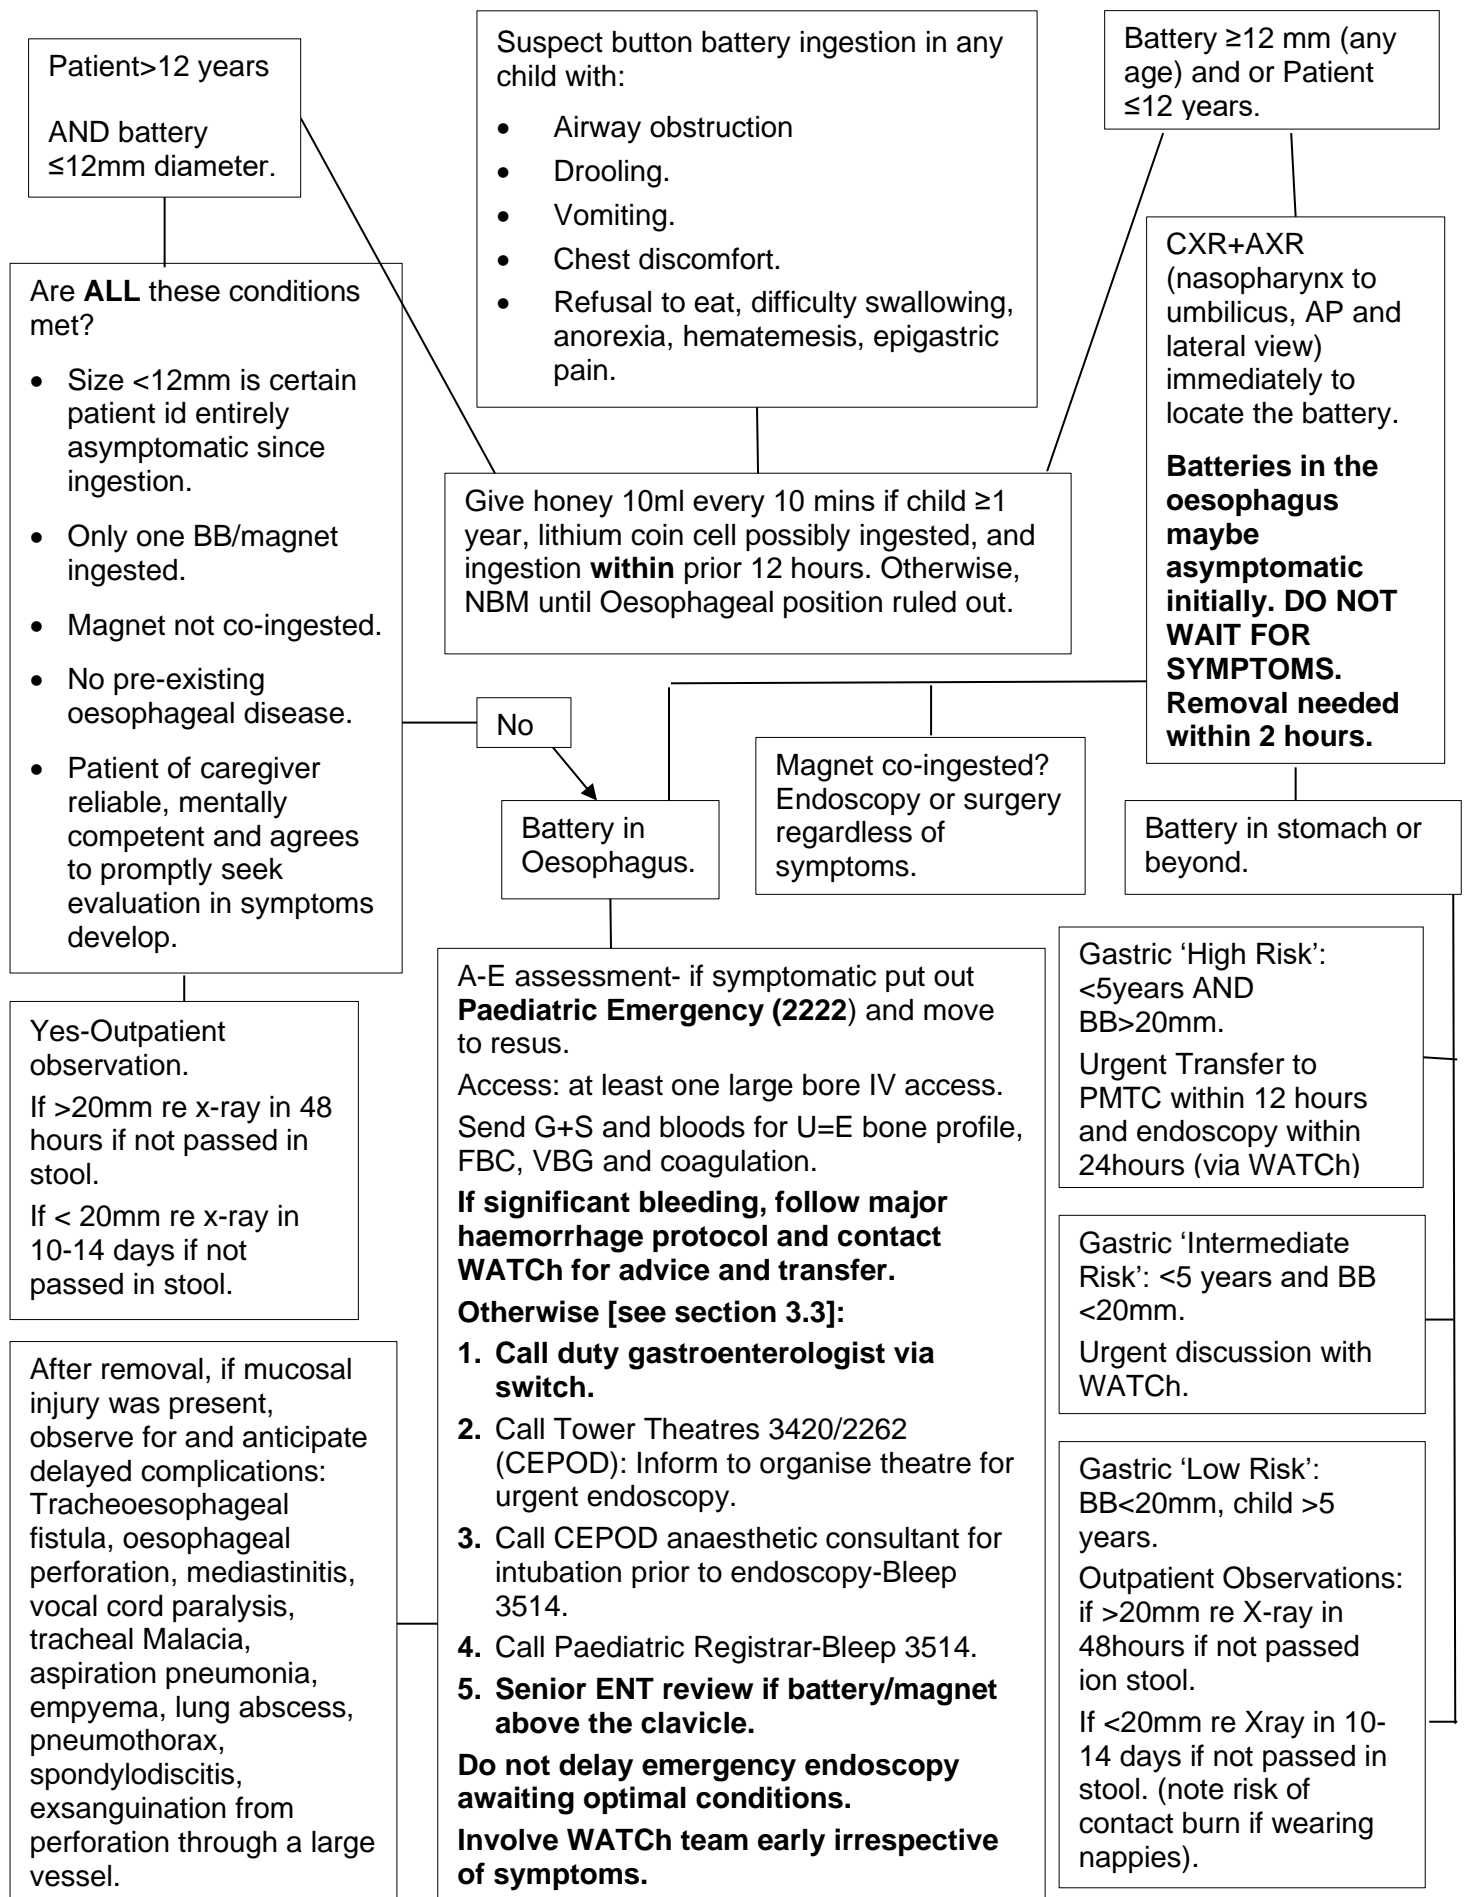 Patient>12 years
AND battery
≤12mm diameter.
Suspect button battery ingestion in any
child with:
• Airway obstruction
• Drooling.
• Vomiting.
• Chest discomfort.
• Refusal to eat, difficulty swallowing,
anorexia, hematemesis, epigastric
pain.
Battery ≥12 mm (any
age) and or Patient
≤12 years.
Are ALL these conditions
met?
• Size <12mm is certain
patient id entirely
asymptomatic since
ingestion.
• Only one BB/magnet
ingested.
• Magnet not co-ingested.
• No pre-existing
oesophageal disease.
• Patient of caregiver
reliable, mentally
competent and agrees
to promptly seek
evaluation in symptoms
develop.
Give honey 10ml every 10 mins if child ≥1
year, lithium coin cell possibly ingested, and
ingestion within prior 12 hours. Otherwise,
NBM until Oesophageal position ruled out.
CXR+AXR
(nasopharynx to
umbilicus, AP and
lateral view)
immediately to
locate the battery.
Batteries in the
oesophagus
maybe
asymptomatic
initially. DO NOT
WAIT FOR
SYMPTOMS.
Removal needed
within 2 hours.
No
Battery in
Oesophagus.
Magnet co-ingested?
Endoscopy or surgery
regardless of
symptoms.
Battery in stomach or
beyond.
Yes-Outpatient
observation.
If >20mm re x-ray in 48
hours if not passed in
stool.
If < 20mm re x-ray in
10-14 days if not
passed in stool.
A-E assessment- if symptomatic put out
Paediatric Emergency (2222) and move
to resus.
Access: at least one large bore IV access.
Send G+S and bloods for U=E bone profile,
FBC, VBG and coagulation.
If significant bleeding, follow major
haemorrhage protocol and contact
WATCh for advice and transfer.
Otherwise [see section 3.3]:
1. Call duty gastroenterologist via
switch.
2. Call Tower Theatres 3420/2262
(CEPOD): Inform to organise theatre for
urgent endoscopy.
3. Call CEPOD anaesthetic consultant for
intubation prior to endoscopy-Bleep
3514.
4. Call Paediatric Registrar-Bleep 3514.
5. Senior ENT review if battery/magnet
above the clavicle.
Do not delay emergency endoscopy
awaiting optimal conditions.
Involve WATCh team early irrespective
of symptoms.
Gastric ‘High Risk’:
<5years AND
BB>20mm.
Urgent Transfer to
PMTC within 12 hours
and endoscopy within
24hours (via WATCh)
Gastric ‘Intermediate
Risk’: <5 years and BB
<20mm.
Urgent discussion with
WATCh.
Gastric ‘Low Risk’:
BB<20mm, child >5
years.
Outpatient Observations:
if >20mm re X-ray in
48hours if not passed
ion stool.
If <20mm re Xray in 10-
14 days if not passed in
stool. (note risk of
contact burn if wearing
nappies).
After removal, if mucosal
injury was present,
observe for and anticipate
delayed complications:
Tracheoesophageal
fistula, oesophageal
perforation, mediastinitis,
vocal cord paralysis,
tracheal Malacia,
aspiration pneumonia,
empyema, lung abscess,
pneumothorax,
spondylodiscitis,
exsanguination from
perforation through a large
vessel.